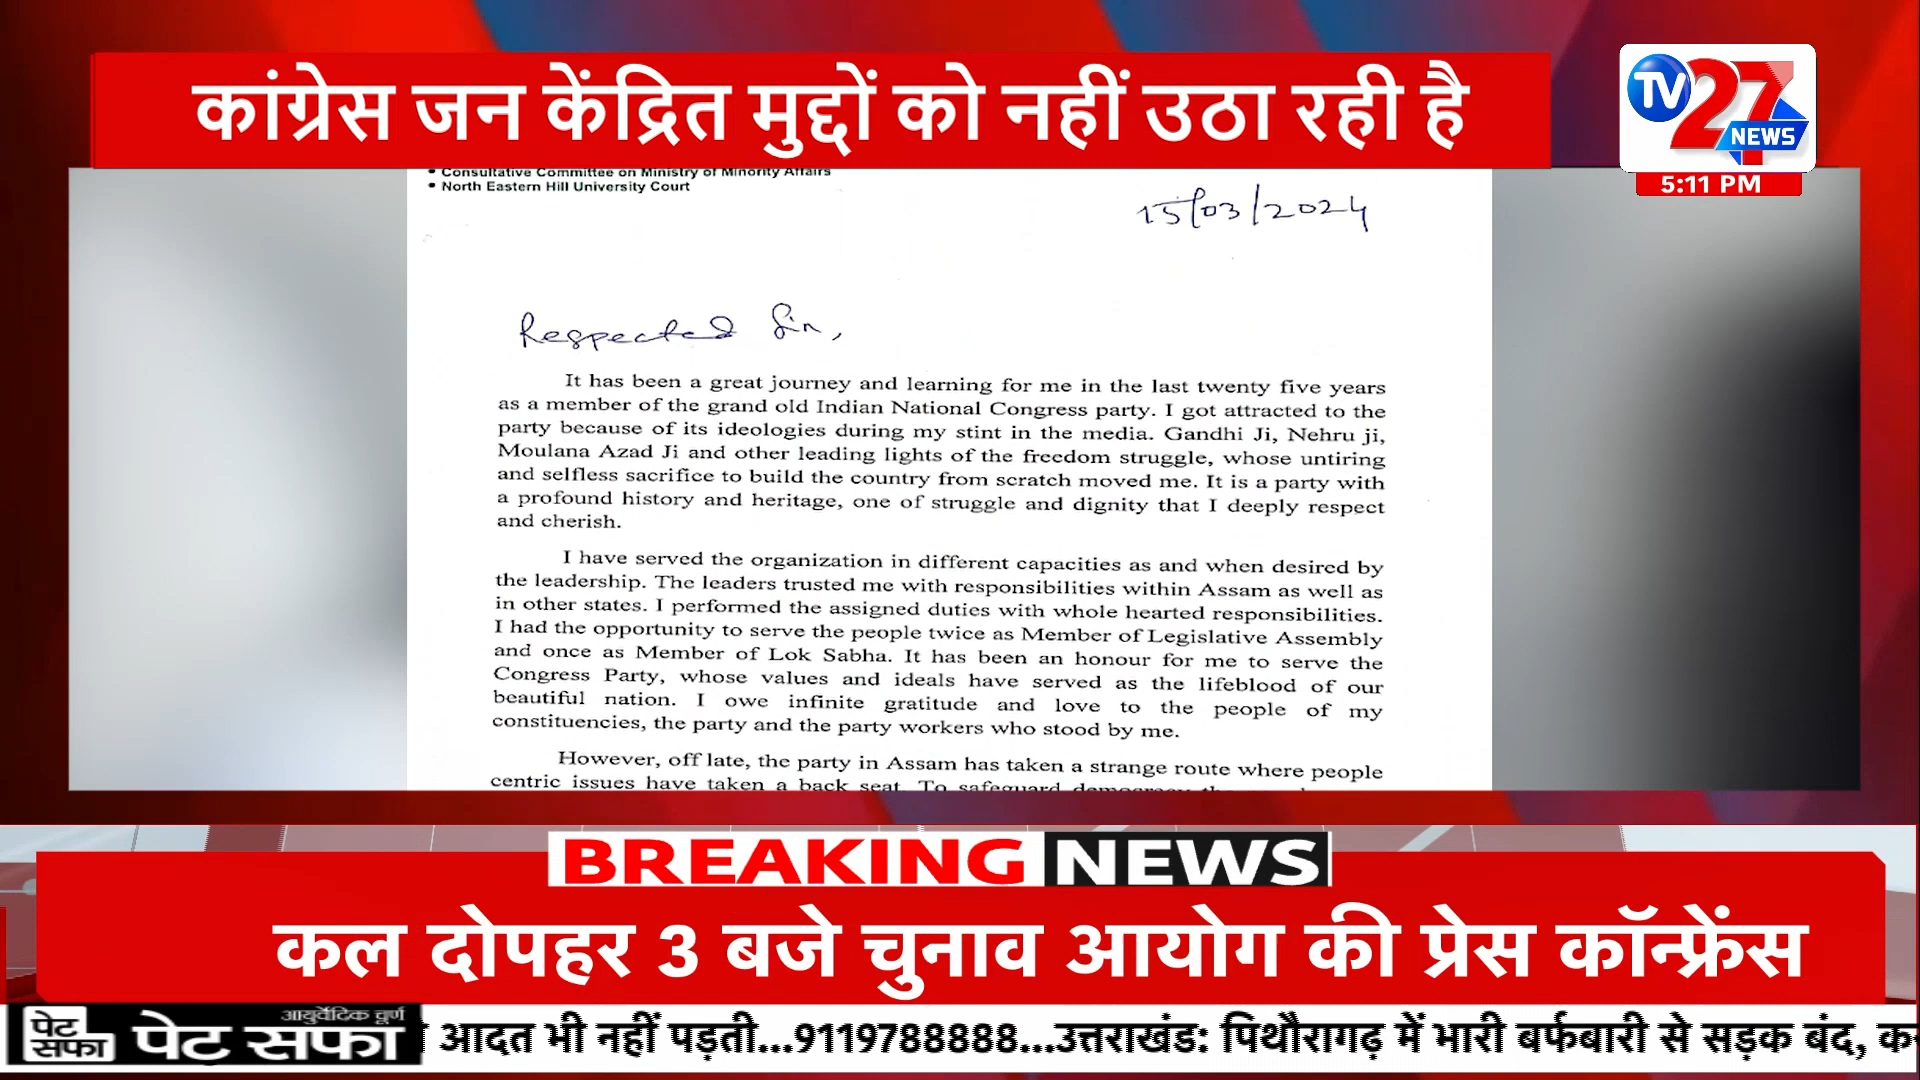 कांग्रेस जन केंद्रित मुद्दों को नहीं उठा रही है
TV 27 NEWS
5:11 PM
• Consultative Committee on Ministry of Minority Affairs
• North Eastern Hill University Court
15/03/2024
Respected Sir,
It has been a great journey and learning for me in the last twenty five years
as a member of the grand old Indian National Congress party. I got attracted to the
party because of its ideologies during my stint in the media. Gandhi Ji, Nehru ji,
Moulana Azad Ji and other leading lights of the freedom struggle, whose untiring
and selfless sacrifice to build the country from scratch moved me. It is a party with
a profound history and heritage, one of struggle and dignity that I deeply respect
and cherish.
I have served the organization in different capacities as and when desired by
the leadership. The leaders trusted me with responsibilities within Assam as well as
in other states. I performed the assigned duties with whole hearted responsibilities.
I had the opportunity to serve the people twice as Member of Legislative Assembly
and once as Member of Lok Sabha. It has been an honour for me to serve the
Congress Party, whose values and ideals have served as the lifeblood of our
beautiful nation. I owe infinite gratitude and love to the people of my
constituencies, the party and the party workers who stood by me.
However, off late, the party in Assam has taken a strange route where people
centric issues have taken a back seat. To safeguard democracy
BREAKING NEWS
कल दोपहर 3 बजे चुनाव आयोग की प्रेस कॉन्फ्रेंस
पेट सफा
आयुर्वेदिक चूर्ण
पेट सफा
आदत भी नहीं पड़ती...9119788888...उत्तराखंड: पिथौरागढ़ में भारी बर्फबारी से सड़क बंद,